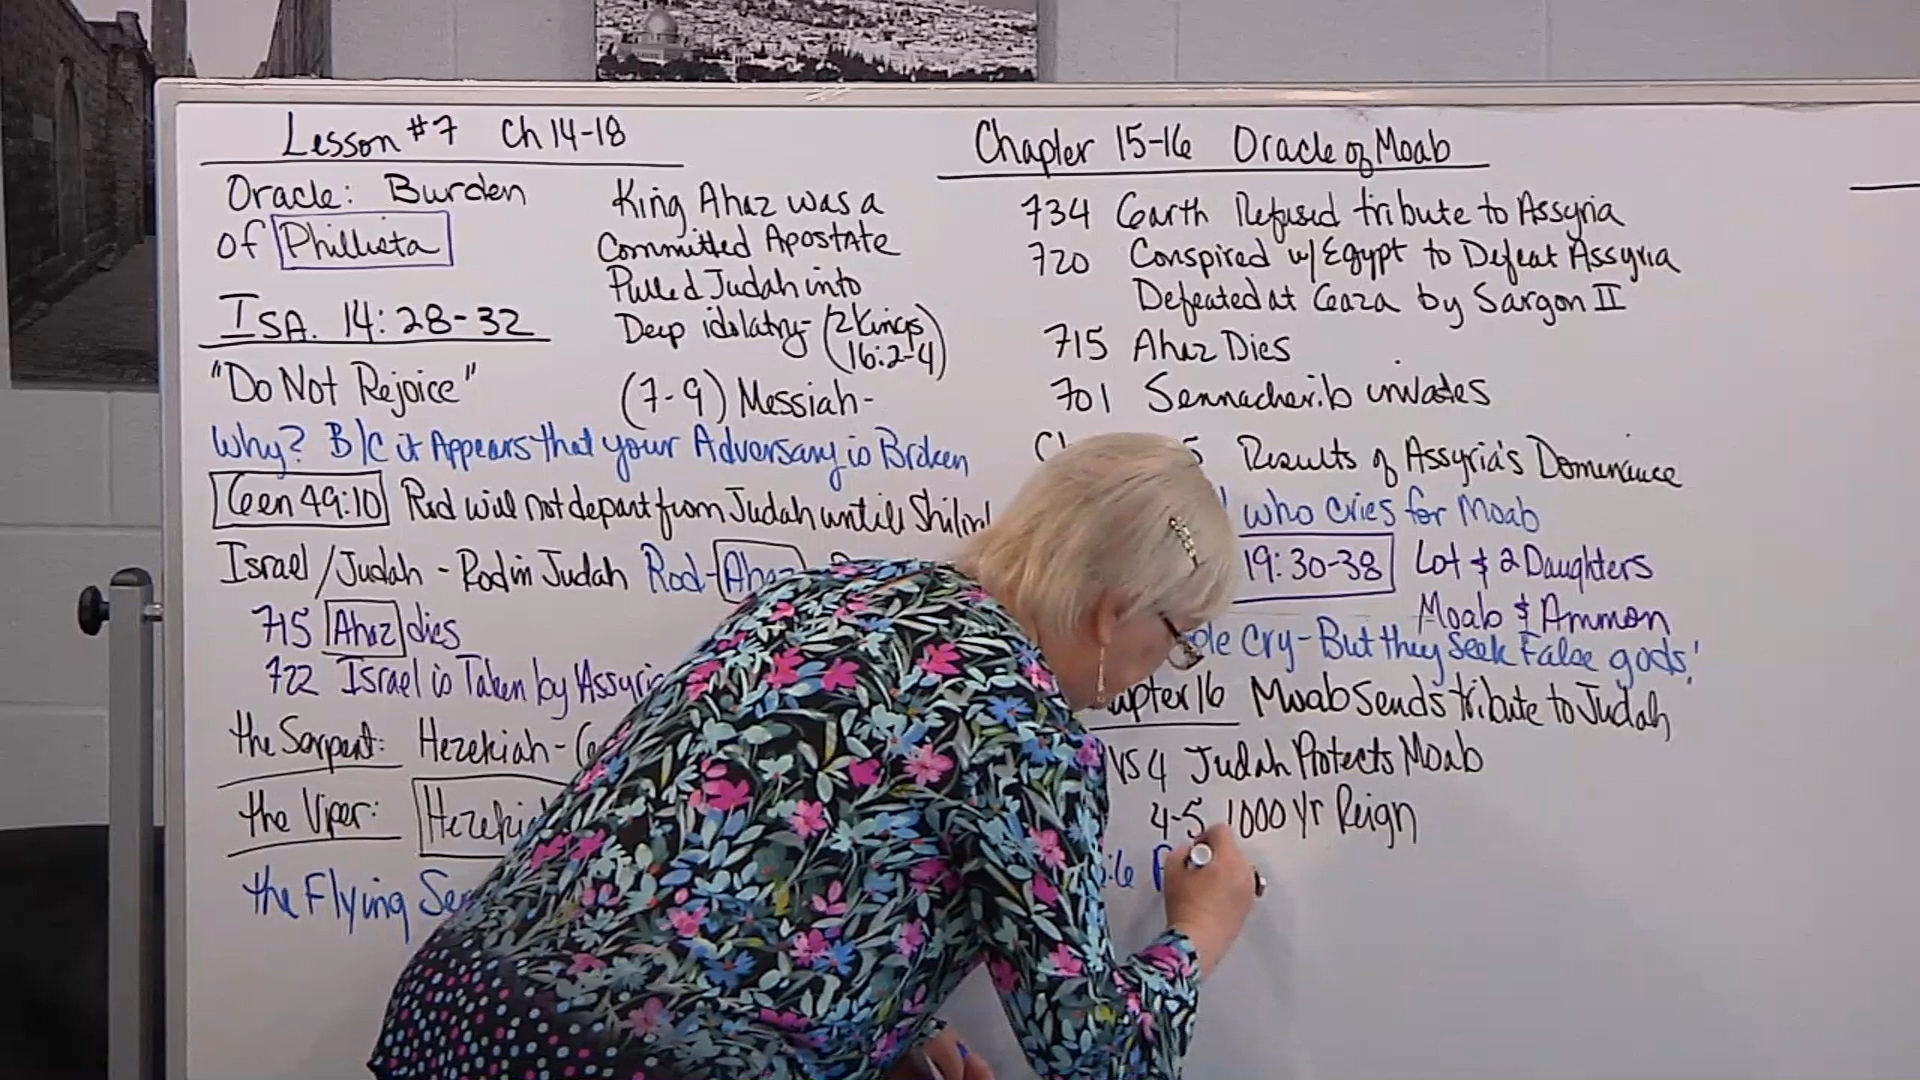 Lesson #7 Ch 14-18
Oracle: Burden
of Phillista
ISA. 14:28-32
"Do Not Rejoice"
King Ahaz was a
Committed Apostate
Pulled Judah into
Deep idolatry- (2 Kings
16:2-4)
(7-9) Messiah-
Why? B/C it Appears that your Adversary is Broken
Gen 49:10 Rod will not depart from Judah until Shiloh
Israel/Judah - Rod in Judah Rod-Ahaz
715 Ahaz dies
722 Israel is Taken by Assyria
the Serpent: Hezekiah-
the Viper:
the Flying
Chapter 15-16 Oracle of Moab
734 Garth Refused tribute to Assyria
720 Conspired w/Egypt to Defeat Assyria
Defeated at Gaza by Sargon II
715 Ahaz Dies
701 Sennacherib invades
Results of Assyria's Dominance
who cries for Moab
19:30-38 Lot & 2 Daughters
Moab & Ammon
Cry-But they Seek False gods!
16 Moab Sends tribute to Judah
VS 4 Judah Protects Moab
4-5 1000 Yr Reign